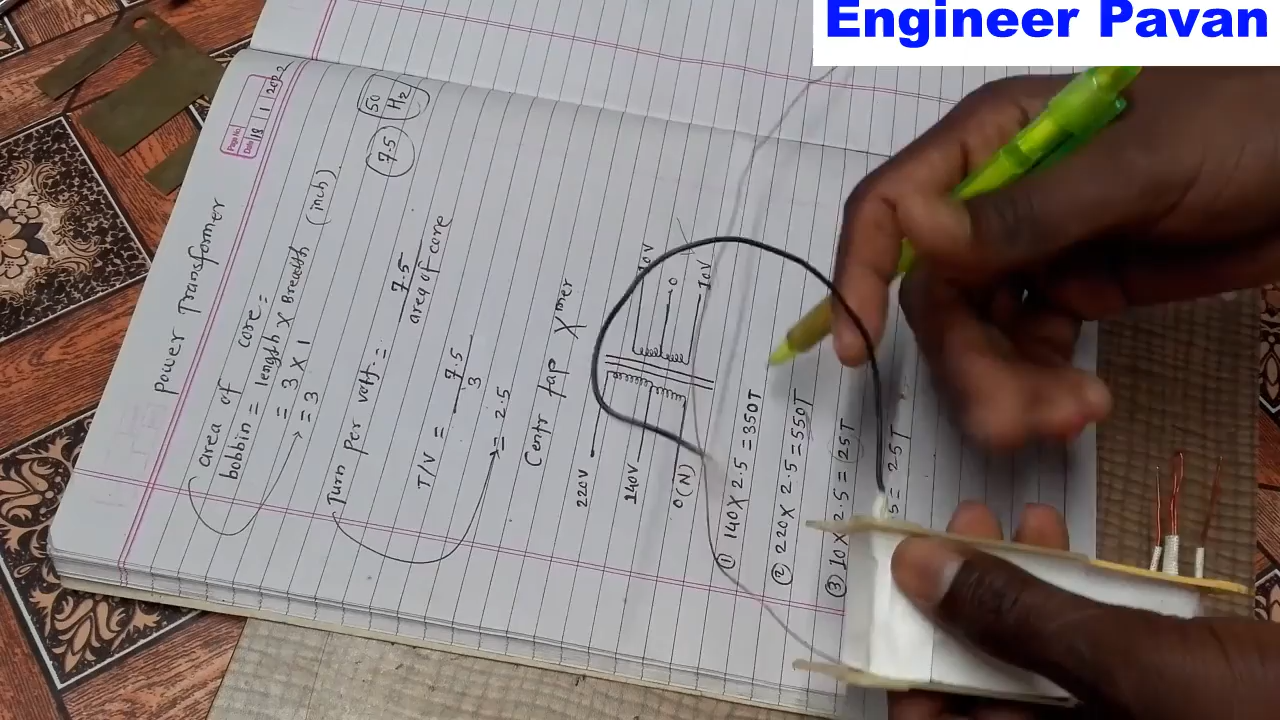 Engineer Pavan
Page No.
Date 18 1 2022
Power Transformer
area of core =
bobbin = length × Breadth (inch)
= 3 × 1
= 3
50
Hz
7.5
Turn Per volt = 7.5
area of core
T/V = 7.5
3
= 2.5
Centr tap Xmer
220V
140V
0(N)
10V
0
10V
① 140 × 2.5 = 350T
② 220 × 2.5 = 550T
③ 10 × 2.5 = 25T
5 = 25T